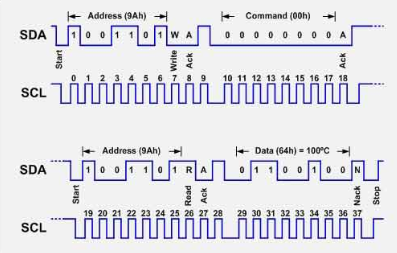 Address (9Ah) Command (00h)
SDA 1 0 0 1 1 0 1 W A 0 0 0 0 0 0 0 0 A
Start Write Ack Ack
0 1 2 3 4 5 6 7 8 9 10 11 12 13 14 15 16 17 18
SCL
Address (9Ah) Data (64h) = 100ºC
SDA 1 0 0 1 1 0 1 R A 0 1 1 0 0 1 0 0 N
Start Read Ack Nack Stop
19 20 21 22 23 24 25 26 27 28 29 30 31 32 33 34 35 36 37
SCL